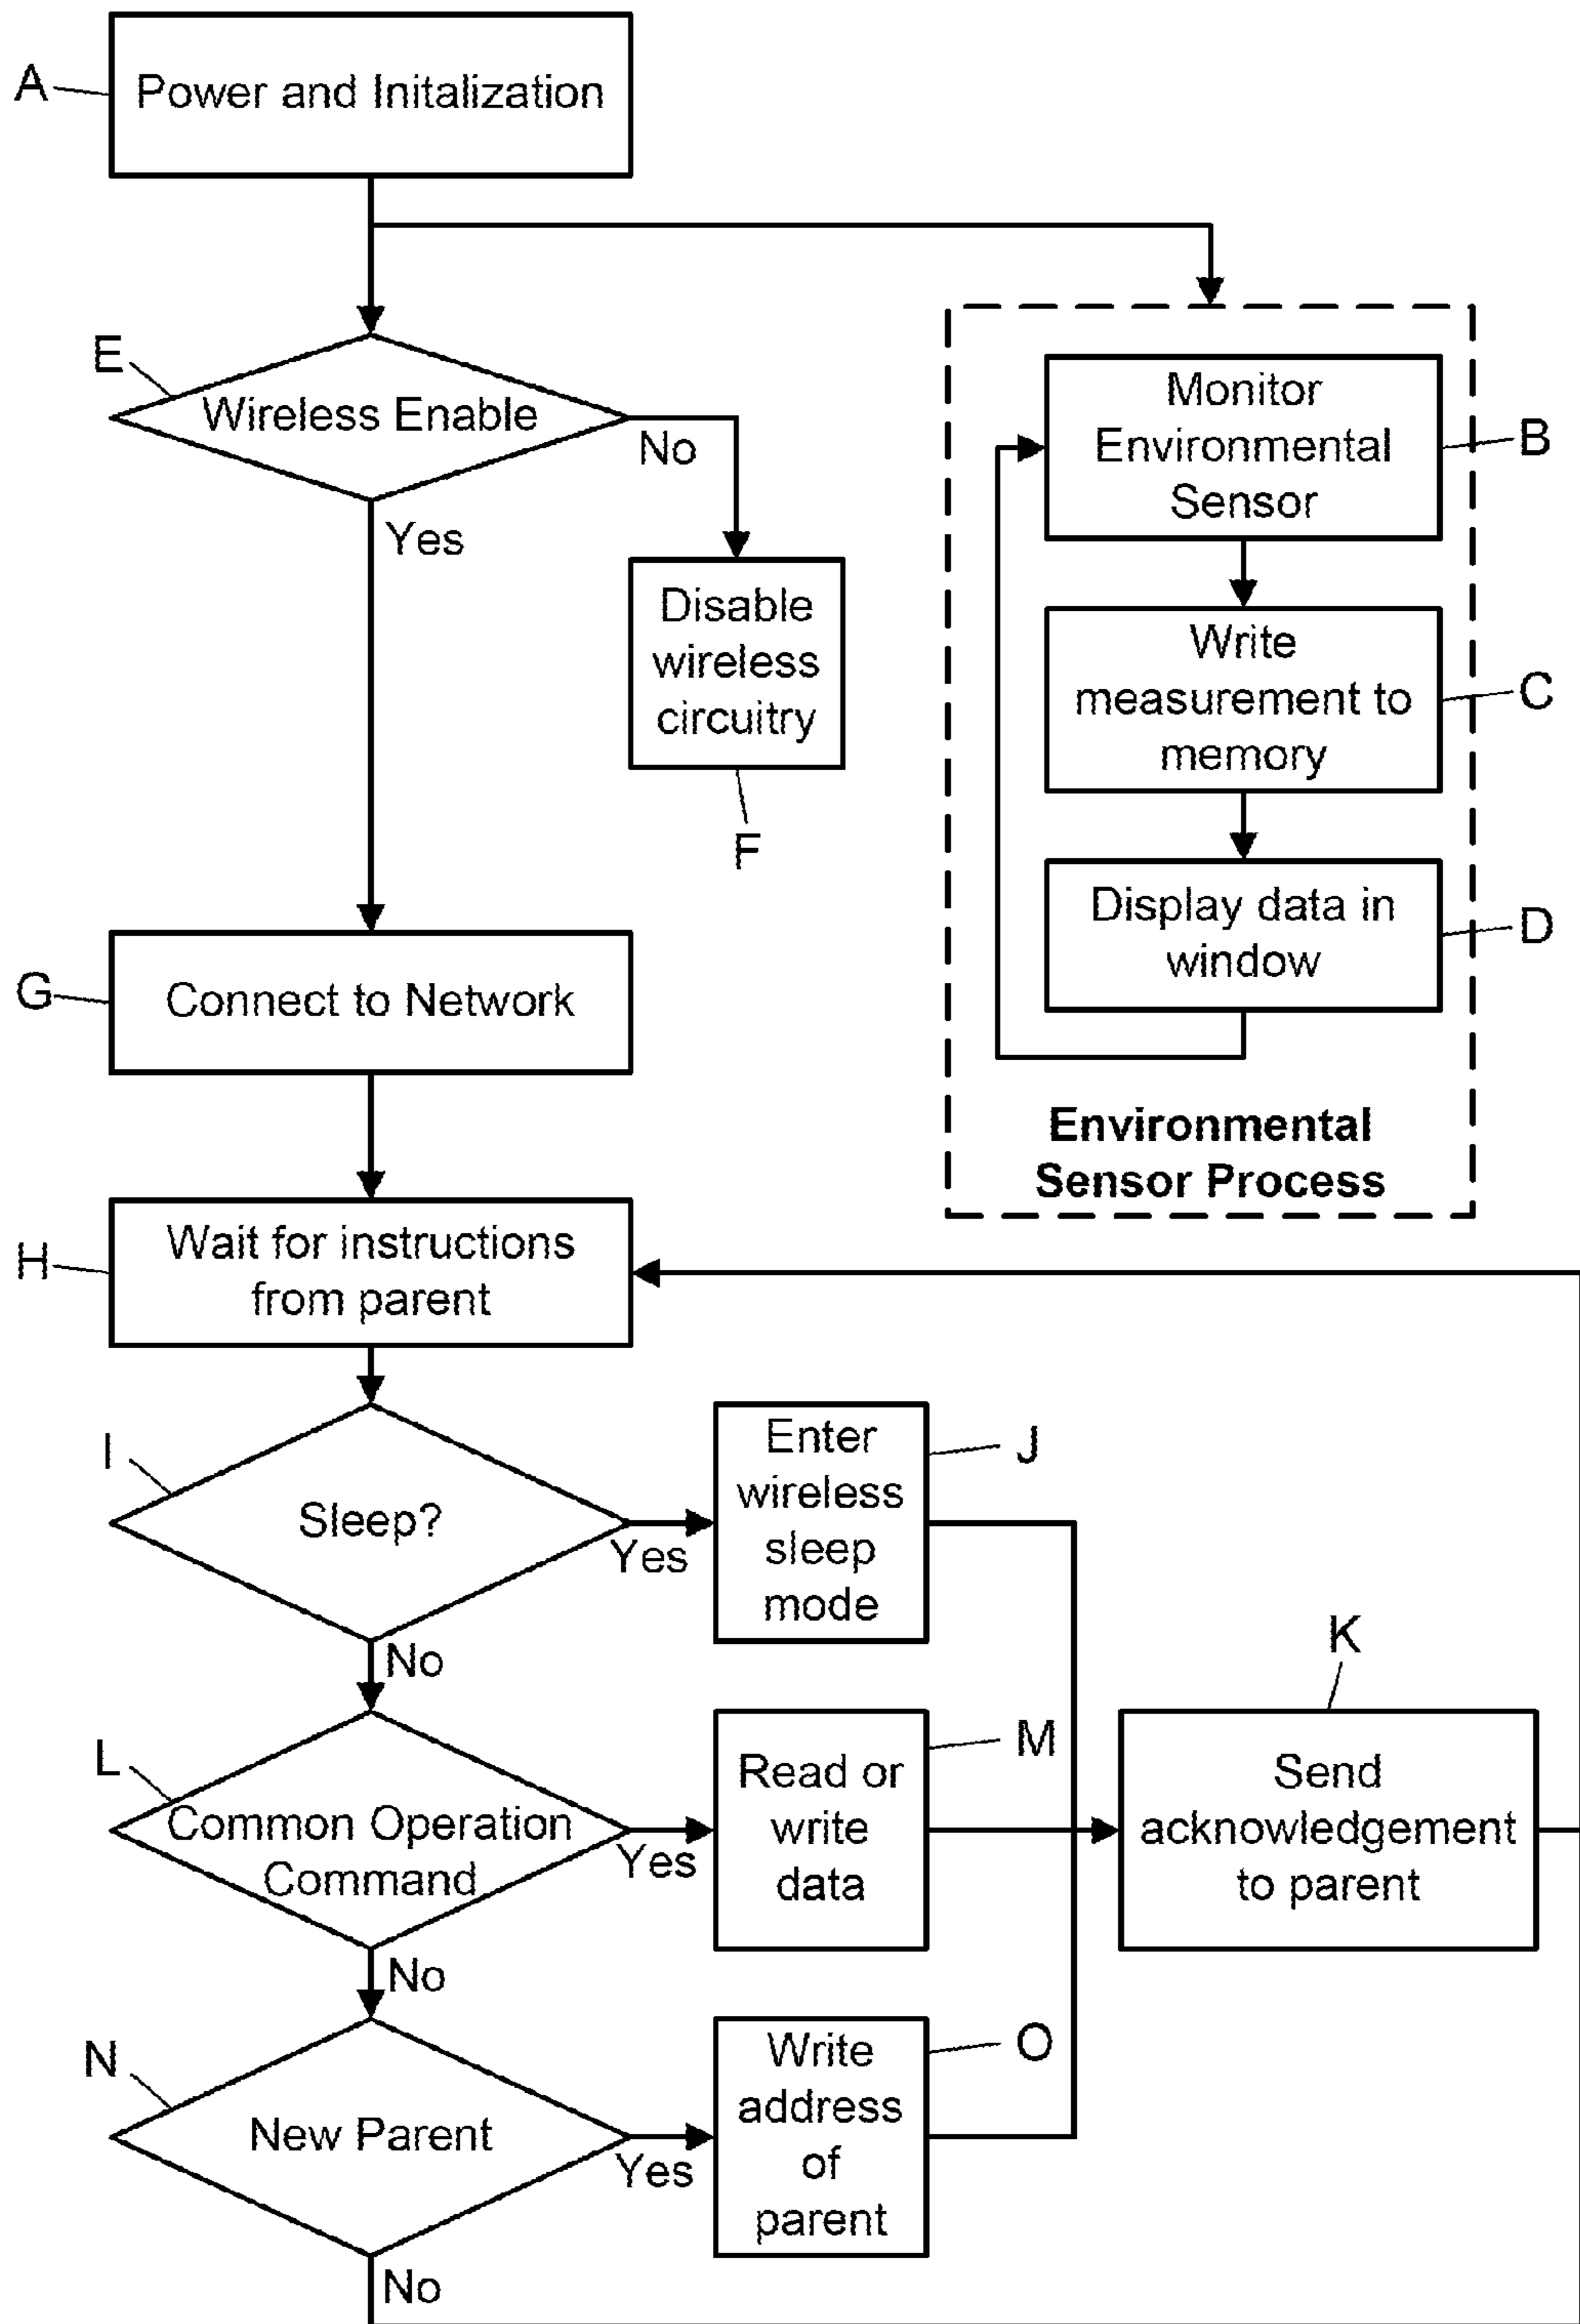 A
Power and Initalization
E
Wireless Enable
No
Yes
Disable
wireless
circuitry
F
Monitor
Environmental
Sensor
B
Write
measurement to
memory
C
Display data in
window
D
Environmental
Sensor Process
G
Connect to Network
H
Wait for instructions
from parent
I
Sleep?
Yes
No
Enter
wireless
sleep
mode
J
K
Send
acknowledgement
to parent
L
Common Operation
Command
Yes
No
Read or
write
data
M
N
New Parent
Yes
No
Write
address
of
parent
O